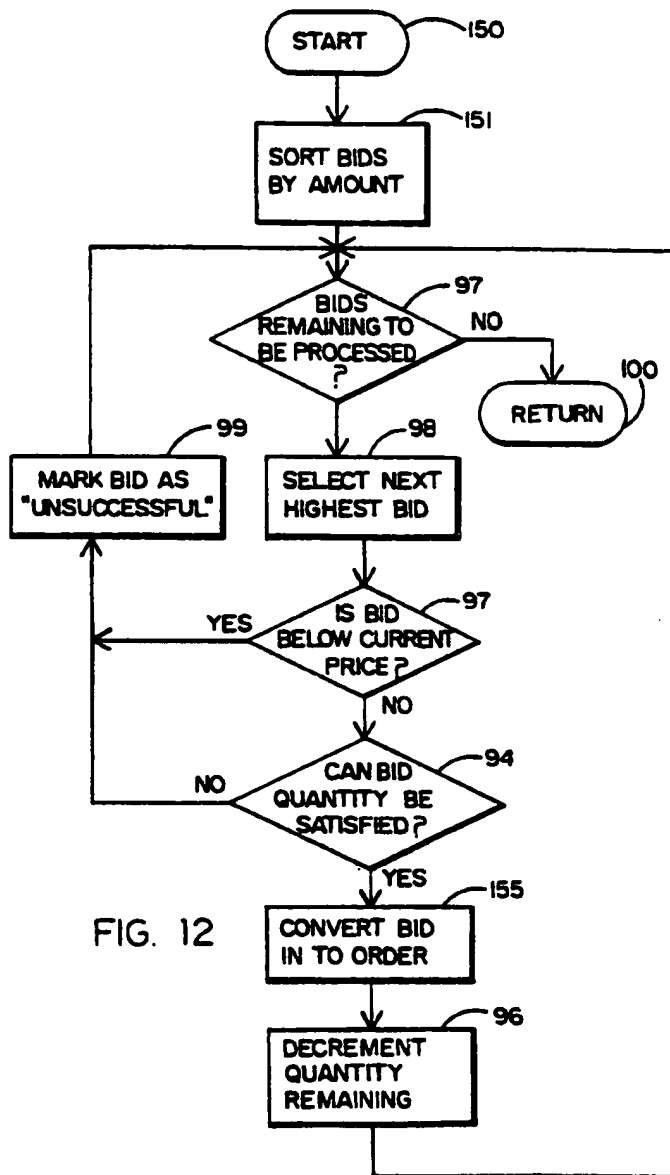 START
150
151
SORT BIDS
BY AMOUNT
97
BIDS
REMAINING TO
BE PROCESSED
?
NO
100
RETURN
99
MARK BID AS
"UNSUCCESSFUL"
98
SELECT NEXT
HIGHEST BID
97
YES
IS BID
BELOW CURRENT
PRICE?
NO
94
NO
CAN BID
QUANTITY BE
SATISFIED?
YES
155
FIG. 12
CONVERT BID
IN TO ORDER
96
DECREMENT
QUANTITY
REMAINING